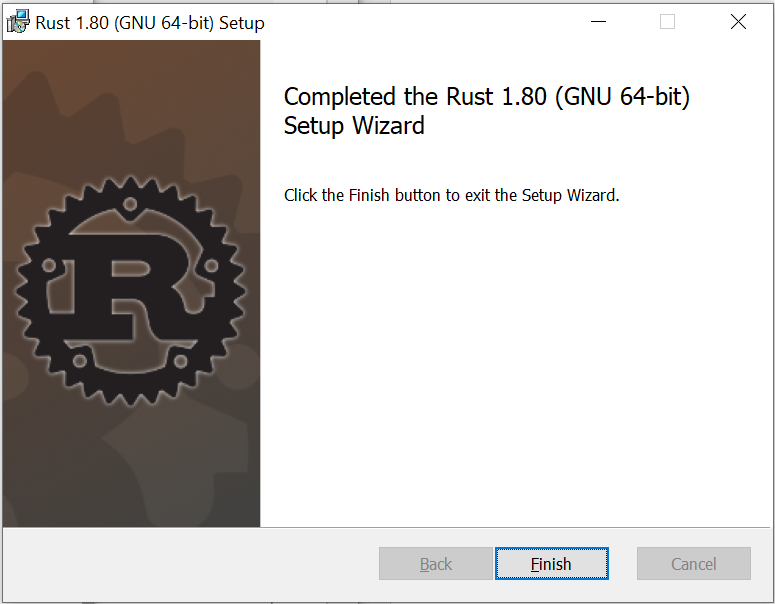 Rust 1.80 (GNU 64-bit) Setup
Completed the Rust 1.80 (GNU 64-bit)
Setup Wizard
Click the Finish button to exit the Setup Wizard.
R
Back
Finish
Cancel